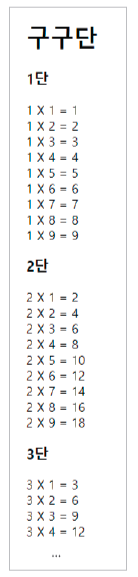 구구단
1단
1 X 1 = 1
1 X 2 = 2
1 X 3 = 3
1 X 4 = 4
1 X 5 = 5
1 X 6 = 6
1 X 7 = 7
1 X 8 = 8
1 X 9 = 9
2단
2 X 1 = 2
2 X 2 = 4
2 X 3 = 6
2 X 4 = 8
2 X 5 = 10
2 X 6 = 12
2 X 7 = 14
2 X 8 = 16
2 X 9 = 18
3단
3 X 1 = 3
3 X 2 = 6
3 X 3 = 9
3 X 4 = 12
...